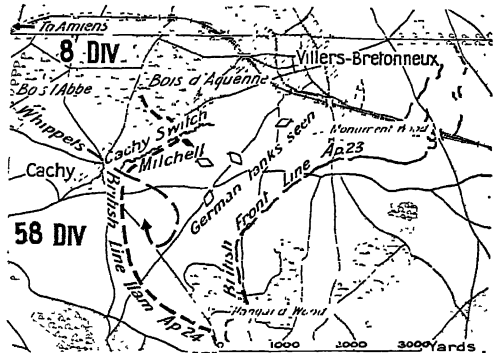 To Amiens
8 DIV
Villers-Bretonneux
Bois d'Aquenne
Bois l'Abbe
Whippets
Cachy Switch
Mitchell
Cachy
German tanks seen
Monument Wood
British Front Line Ap. 23
58 DIV
British Line 11am Ap. 24
Hangard Wood
0 1000 2000 3000 Yards